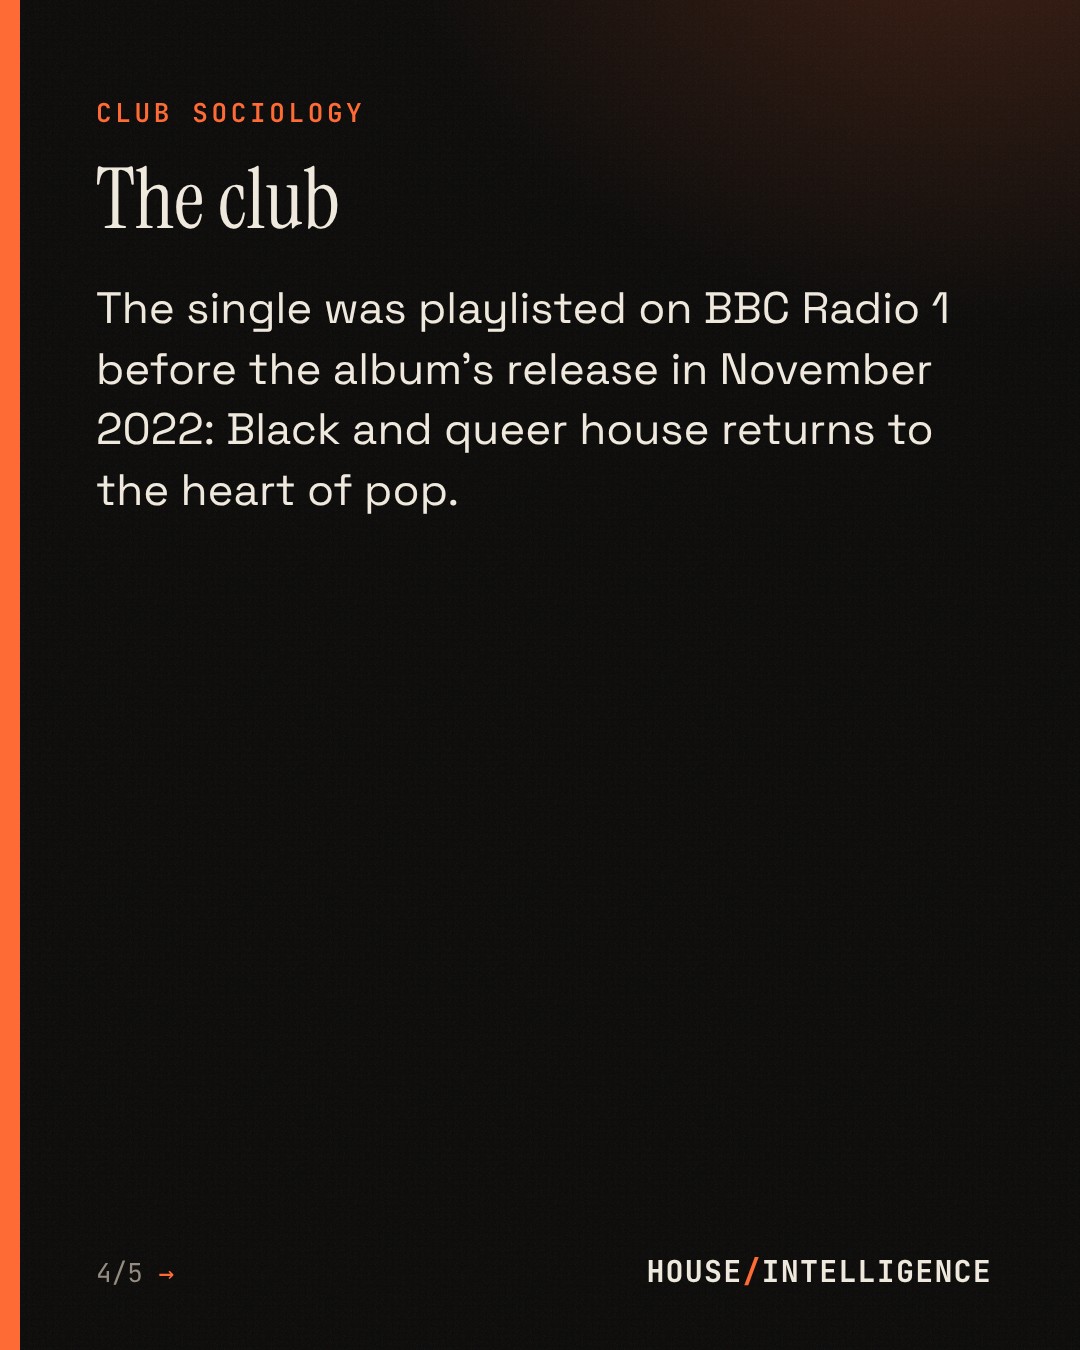 CLUB SOCIOLOGY
The club
The single was playlisted on BBC Radio 1
before the album’s release in November
2022: Black and queer house returns to
the heart of pop.
4/5 →
HOUSE/INTELLIGENCE